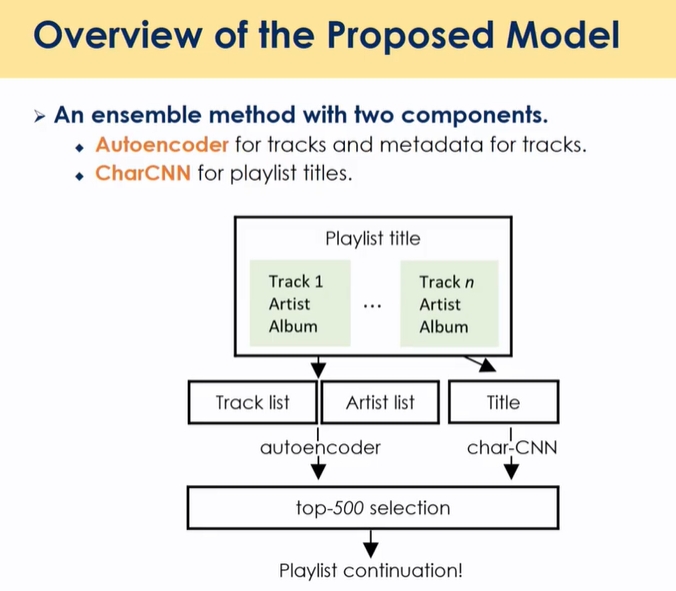 Overview of the Proposed Model
➢ An ensemble method with two components.
◆ Autoencoder for tracks and metadata for tracks.
◆ CharCNN for playlist titles.
Playlist title
Track 1
Artist
Album
...
Track n
Artist
Album
Track list
Artist list
Title
autoencoder
char-CNN
top-500 selection
Playlist continuation!